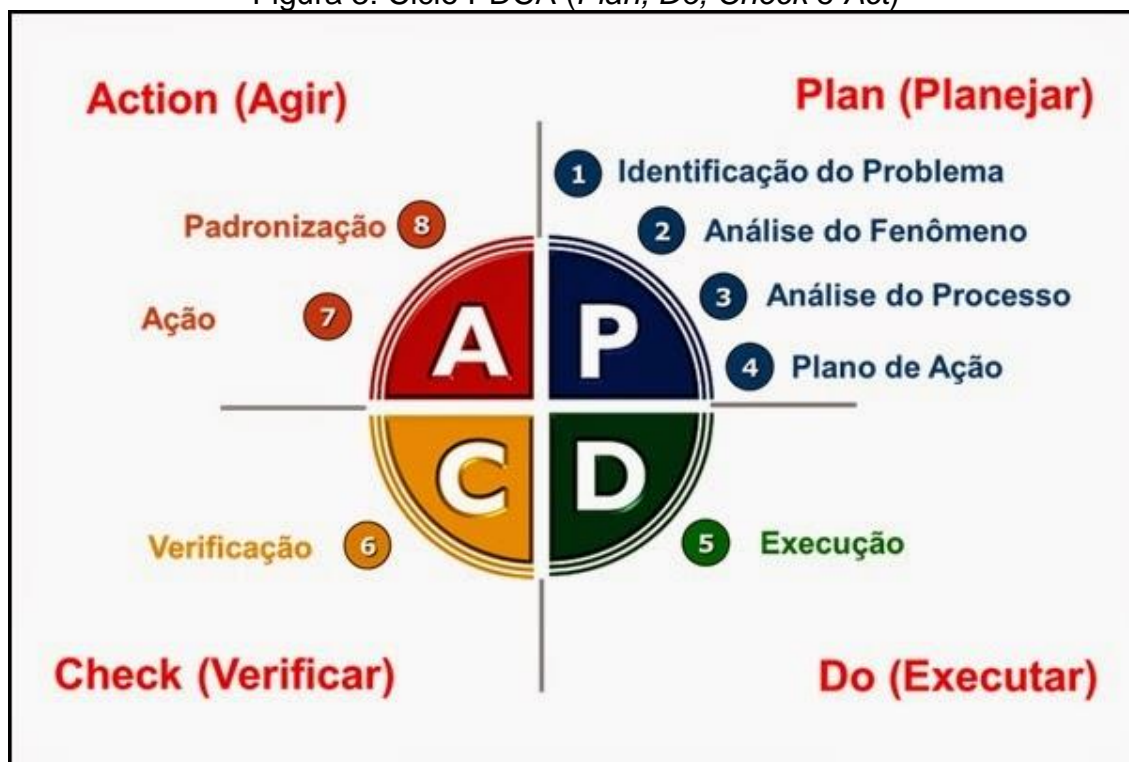 Figura 3: Ciclo PDCA (Plan, Do, Check e Act)
Action (Agir)
Plan (Planejar)
1 Identificação do Problema
2 Análise do Fenômeno
3 Análise do Processo
4 Plano de Ação
Padronização 8
Ação 7
A P
C D
Verificação 6
5 Execução
Check (Verificar)
Do (Executar)